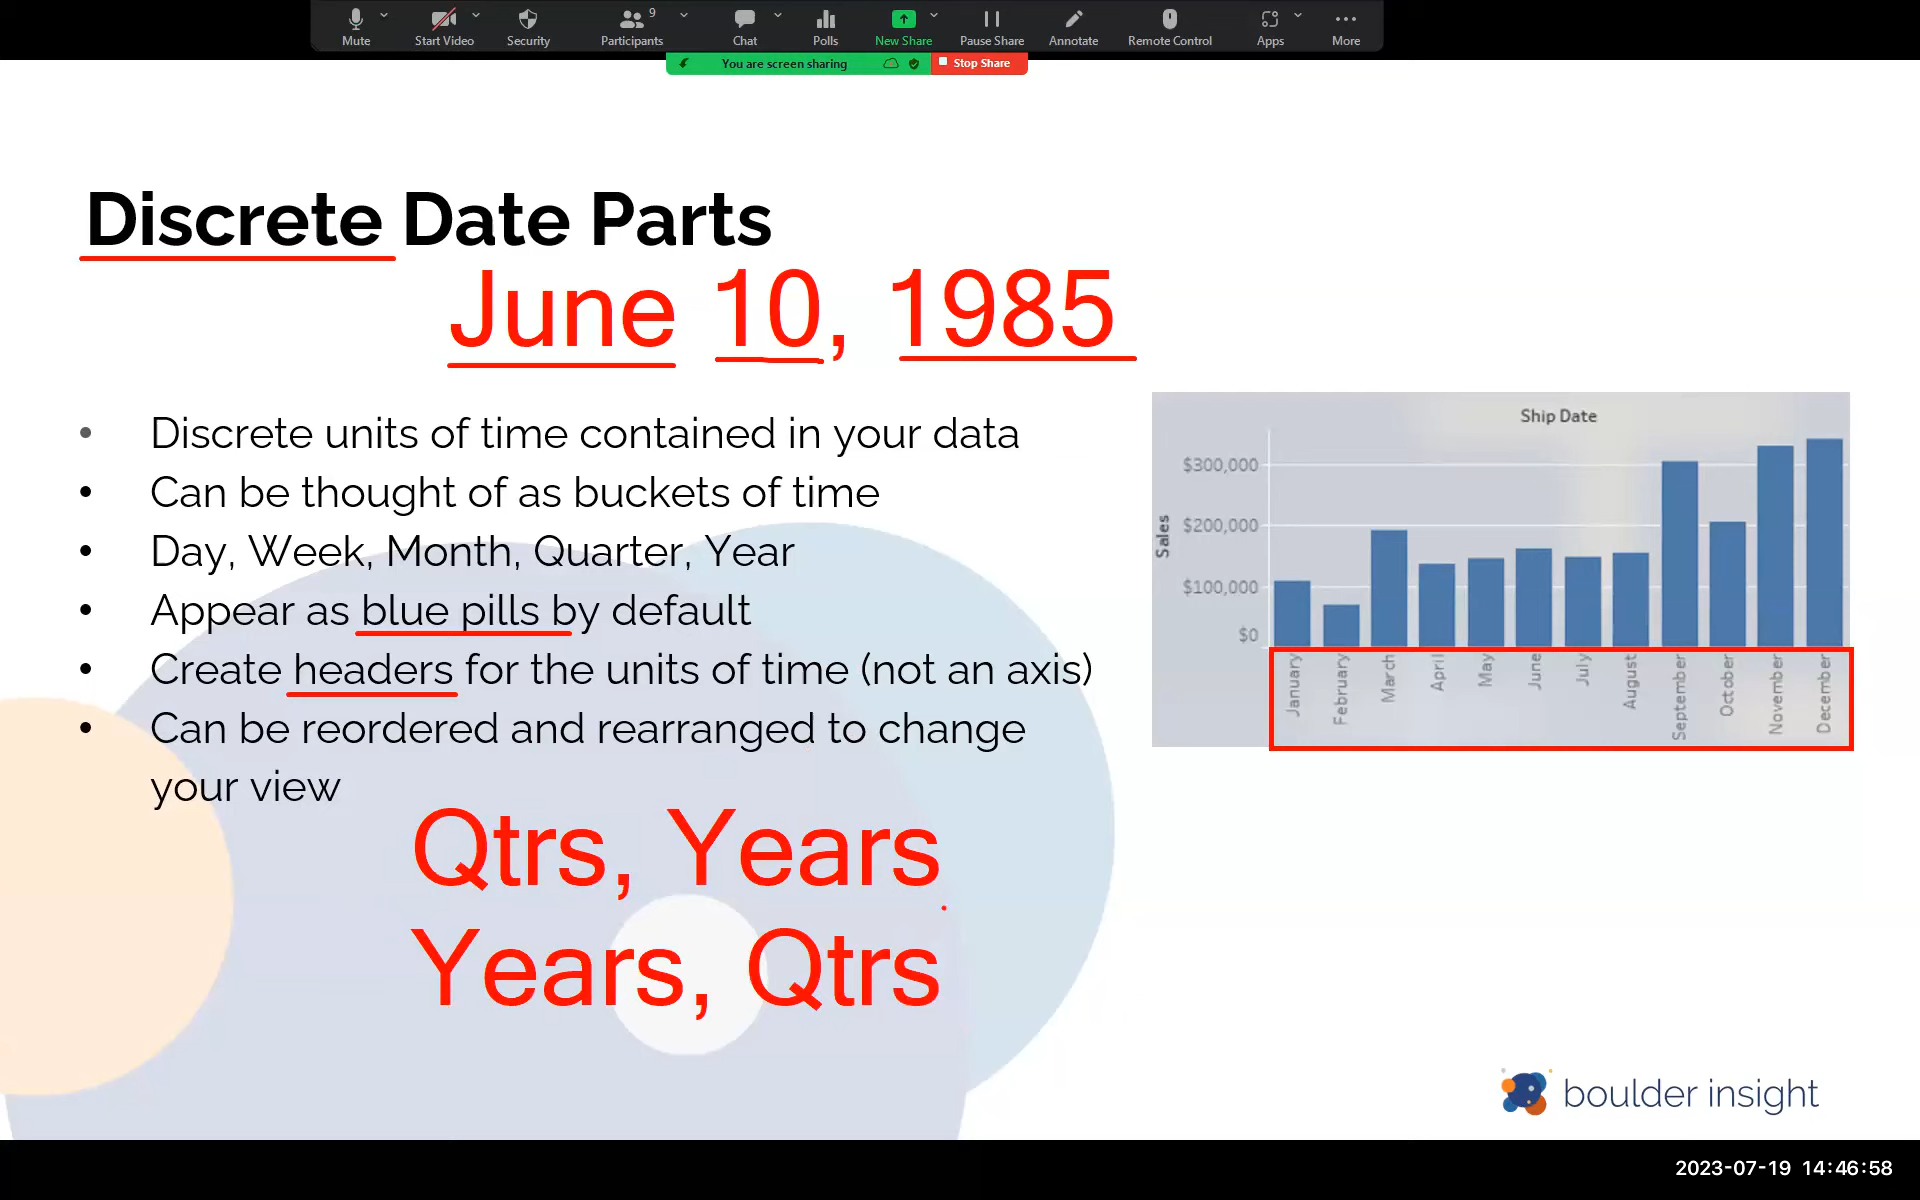 Mute Start Video Security Participants 9 Chat Polls New Share Pause Share Annotate Remote Control Apps More
You are screen sharing Stop Share
Discrete Date Parts
June 10, 1985
• Discrete units of time contained in your data
• Can be thought of as buckets of time
• Day, Week, Month, Quarter, Year
• Appear as blue pills by default
• Create headers for the units of time (not an axis)
• Can be reordered and rearranged to change
your view
Qtrs, Years
Years, Qtrs
Ship Date
Sales
$300,000
$200,000
$100,000
$0
January
February
March
April
May
June
July
August
September
October
November
December
boulder insight
2023-07-19 14:46:58